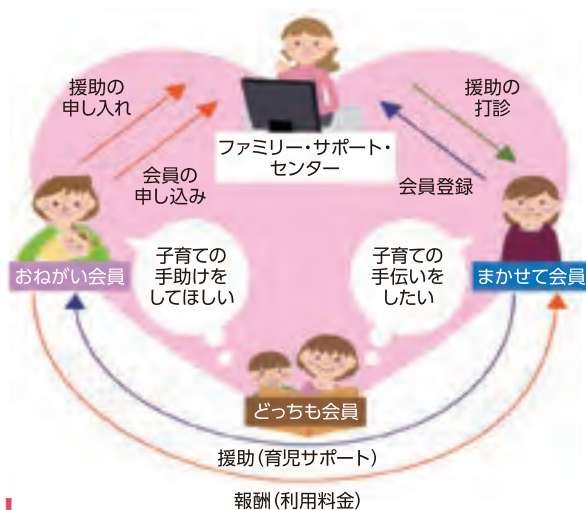 援助の
申し入れ
会員の
申し込み
ファミリー・サポート・
センター
援助の
打診
会員登録
おねがい会員
子育ての
手助けを
してほしい
子育ての
手伝いを
したい
まかせて会員
どっちも会員
援助(育児サポート)
報酬(利用料金)